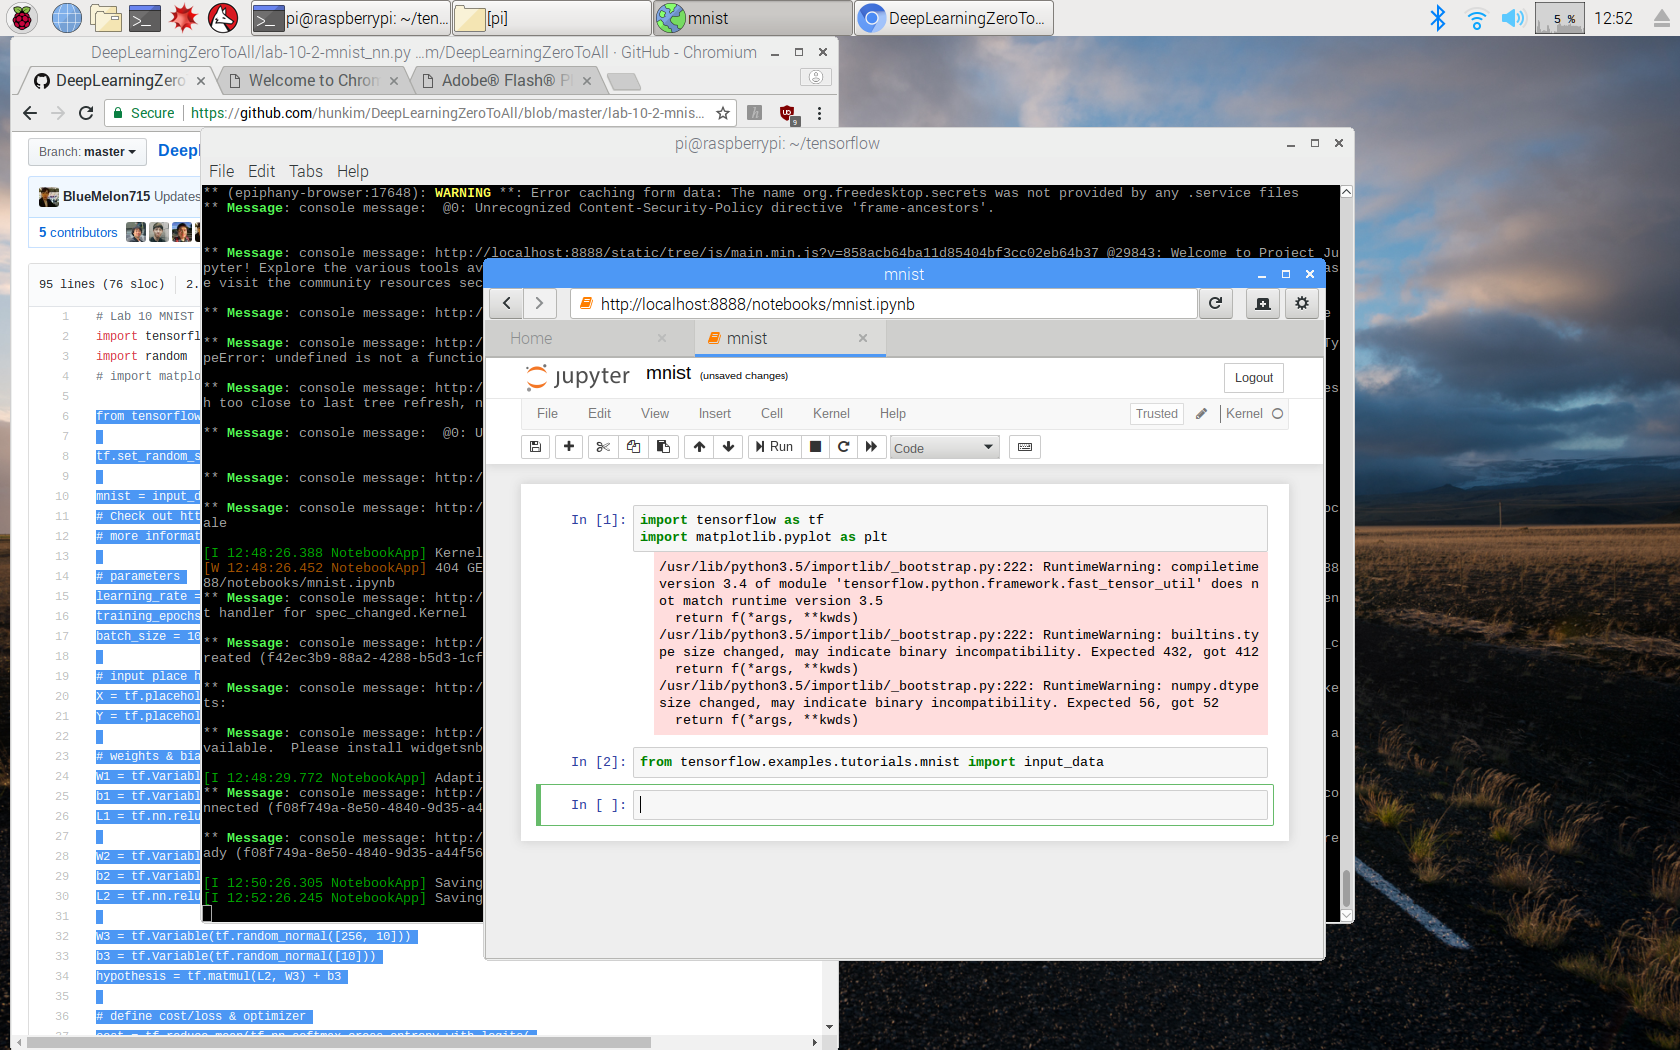 pi@raspberrypi: ~/ten...
[pi]
mnist
DeepLearningZeroTo...
5 %
12:52
DeepLearningZeroToAll/lab-10-2-mnist_nn.py ...m/DeepLearningZeroToAll · GitHub - Chromium
DeepLearningZero
Welcome to Chrom
Adobe® Flash® P
Secure
https://github.com/hunkim/DeepLearningZeroToAll/blob/master/lab-10-2-mnis...
9
Branch: master
Deepl
BlueMelon715 Updates
5 contributors
95 lines (76 sloc)
2.
1 # Lab 10 MNIST
2 import tensorfl
3 import random
4 # import matplo
5
6 from tensorflow
7
8 tf.set_random_s
9
10 mnist = input_d
11 # Check out htt
12 # more informat
13
14 # parameters
15 learning_rate =
16 training_epochs
17 batch_size = 10
18
19 # input place h
20 X = tf.placehol
21 Y = tf.placehol
22
23 # weights & bia
24 W1 = tf.Variabl
25 b1 = tf.Variabl
26 L1 = tf.nn.relu
27
28 W2 = tf.Variabl
29 b2 = tf.Variabl
30 L2 = tf.nn.relu
31
32 W3 = tf.Variable(tf.random_normal([256, 10]))
33 b3 = tf.Variable(tf.random_normal([10]))
34 hypothesis = tf.matmul(L2, W3) + b3
35
36 # define cost/loss & optimizer
pi@raspberrypi: ~/tensorflow
File Edit Tabs Help
** (epiphany-browser:17648): WARNING **: Error caching form data: The name org.freedesktop.secrets was not provided by any .service files
** Message: console message:  @0: Unrecognized Content-Security-Policy directive 'frame-ancestors'.
** Message: console message: http://localhost:8888/static/tree/js/main.min.js?v=858acb64ba11d85404bf3cc02eb64b37 @29843: Welcome to Project Ju
pyter! Explore the various tools av
as
e visit the community resources sec
** Message: console message: http:/
e
** Message: console message: http:/
Ty
peError: undefined is not a functio
** Message: console message: http:/
es
h too close to last tree refresh, n
** Message: console message:  @0: U
** Message: console message: http:/
** Message: console message: http:/
oc
ale
[I 12:48:26.388 NotebookApp] Kernel
[W 12:48:26.452 NotebookApp] 404 GE
88
88/notebooks/mnist.ipynb
** Message: console message: http:/
en
t handler for spec_changed.Kernel
** Message: console message: http:/
_c
reated (f42ec3b9-88a2-4288-b5d3-1cf
** Message: console message: http:/
ke
ts:
** Message: console message: http:/
a
vailable.  Please install widgetsnb
[I 12:48:29.772 NotebookApp] Adapti
** Message: console message: http:/
co
nnected (f08f749a-8e50-4840-9d35-a4
** Message: console message: http:/
re
ady (f08f749a-8e50-4840-9d35-a44f56
[I 12:50:26.305 NotebookApp] Saving
[I 12:52:26.245 NotebookApp] Saving
mnist
http://localhost:8888/notebooks/mnist.ipynb
Home
mnist
jupyter mnist (unsaved changes)
Logout
File Edit View Insert Cell Kernel Help
Trusted
Kernel
Run
Code
In [1]: import tensorflow as tf
import matplotlib.pyplot as plt
/usr/lib/python3.5/importlib/_bootstrap.py:222: RuntimeWarning: compiletime
version 3.4 of module 'tensorflow.python.framework.fast_tensor_util' does n
ot match runtime version 3.5
  return f(*args, **kwds)
/usr/lib/python3.5/importlib/_bootstrap.py:222: RuntimeWarning: builtins.ty
pe size changed, may indicate binary incompatibility. Expected 432, got 412
  return f(*args, **kwds)
/usr/lib/python3.5/importlib/_bootstrap.py:222: RuntimeWarning: numpy.dtype
size changed, may indicate binary incompatibility. Expected 56, got 52
  return f(*args, **kwds)
In [2]: from tensorflow.examples.tutorials.mnist import input_data
In [ ]: